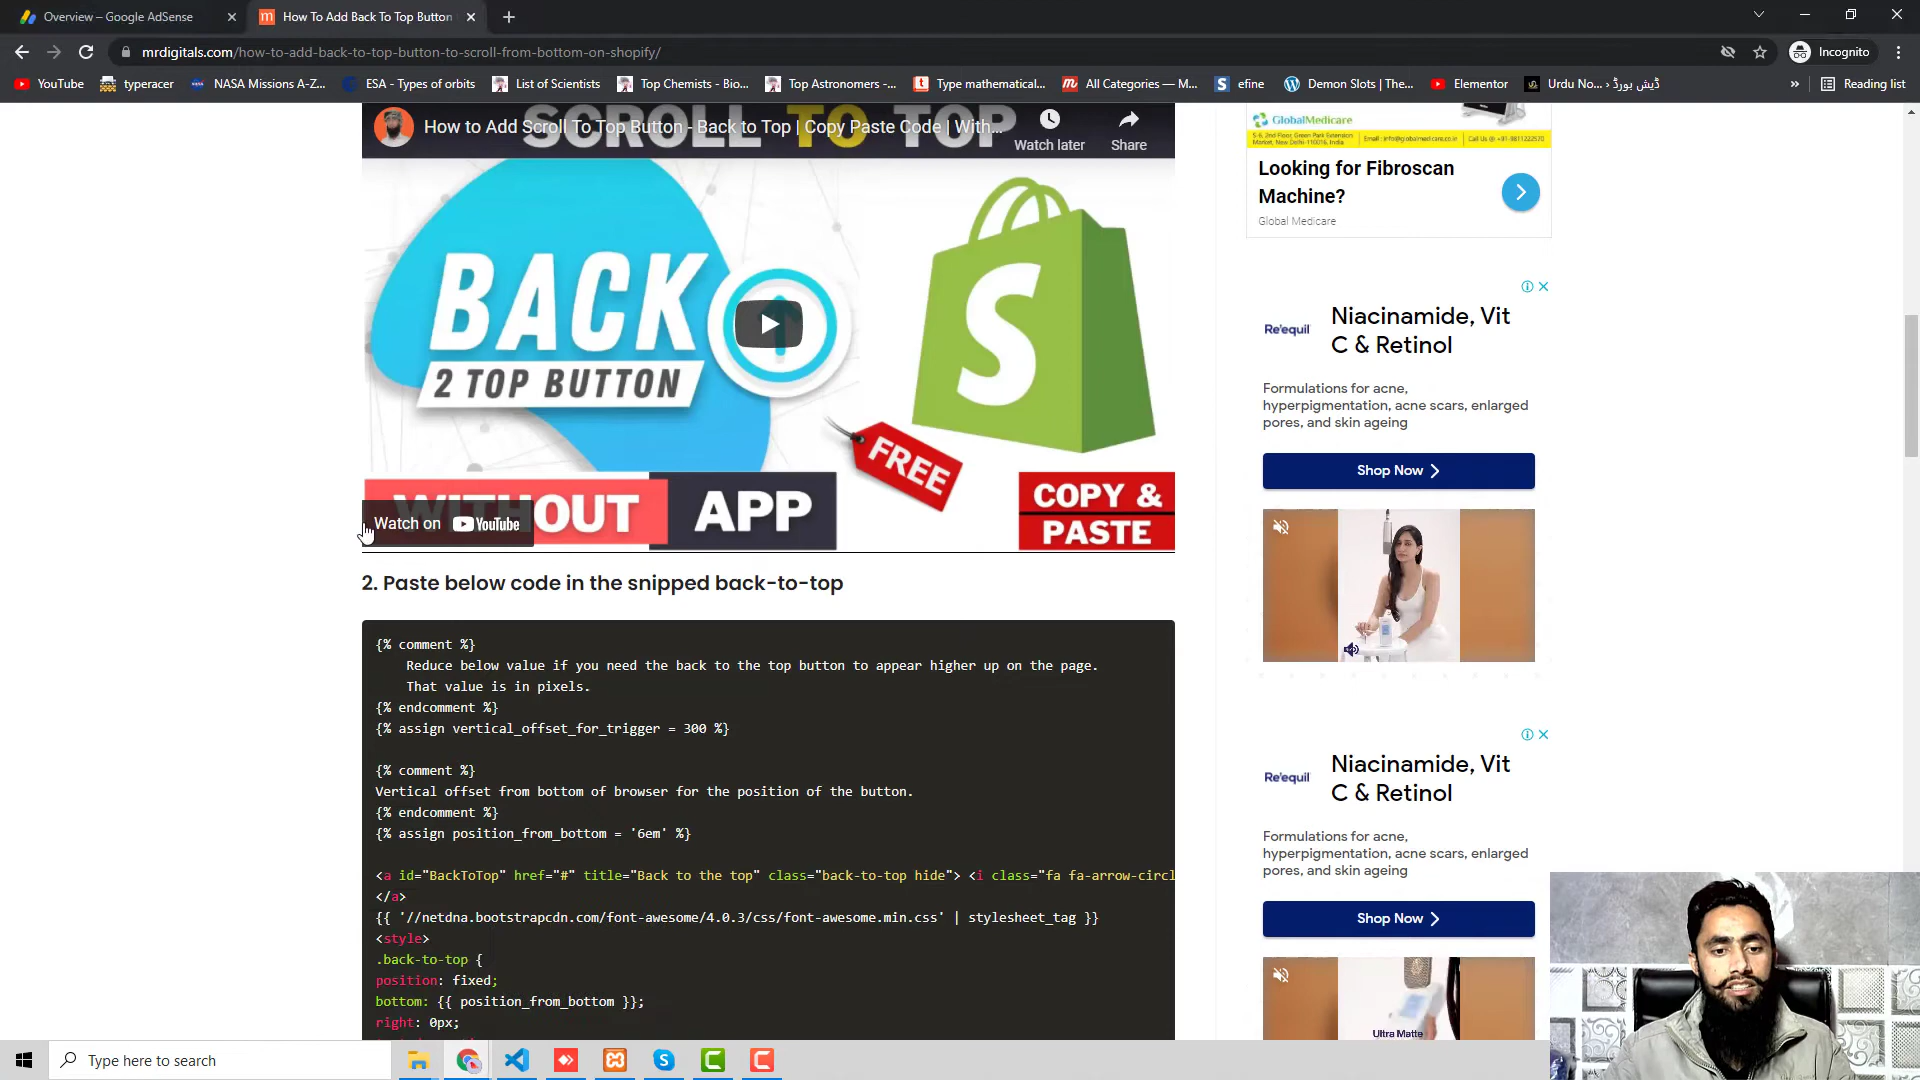 Overview – Google AdSense
How To Add Back To Top Button
mrdigitals.com/how-to-add-back-to-top-button-to-scroll-from-bottom-on-shopify/
Incognito
YouTube
typeracer
NASA Missions A-Z...
ESA - Types of orbits
List of Scientists
Top Chemists - Bio...
Top Astronomers -...
Type mathematical...
All Categories — M...
efine
Demon Slots | The...
Elementor
Urdu No... › ڈیش بورڈ
»
Reading list
SCROLL TO TOP
How to Add Scroll To Top Button - Back to Top | Copy Paste Code | With...
Watch later
Share
BACK
2 TOP BUTTON
S
FREE
WITHOUT APP
COPY &
PASTE
Watch on YouTube
2. Paste below code in the snipped back-to-top
{% comment %}
Reduce below value if you need the back to the top button to appear higher up on the page.
That value is in pixels.
{% endcomment %}
{% assign vertical_offset_for_trigger = 300 %}
{% comment %}
Vertical offset from bottom of browser for the position of the button.
{% endcomment %}
{% assign position_from_bottom = '6em' %}
<a id="BackToTop" href="#" title="Back to the top" class="back-to-top hide"> <i class="fa fa-arrow-circl
</a>
{{ '//netdna.bootstrapcdn.com/font-awesome/4.0.3/css/font-awesome.min.css' | stylesheet_tag }}
<style>
.back-to-top {
position: fixed;
bottom: {{ position_from_bottom }};
right: 0px;
GlobalMedicare
Looking for Fibroscan
Machine?
Global Medicare
Re'equil
Niacinamide, Vit
C & Retinol
Formulations for acne,
hyperpigmentation, acne scars, enlarged
pores, and skin ageing
Shop Now
Re'equil
Niacinamide, Vit
C & Retinol
Formulations for acne,
hyperpigmentation, acne scars, enlarged
pores, and skin ageing
Shop Now
Ultra Matte
Type here to search